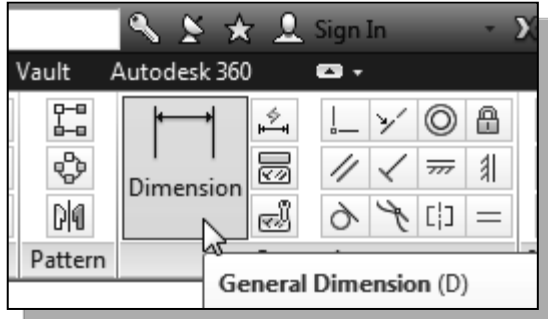 Sign In
Vault Autodesk 360
Dimension
Pattern
General Dimension (D)